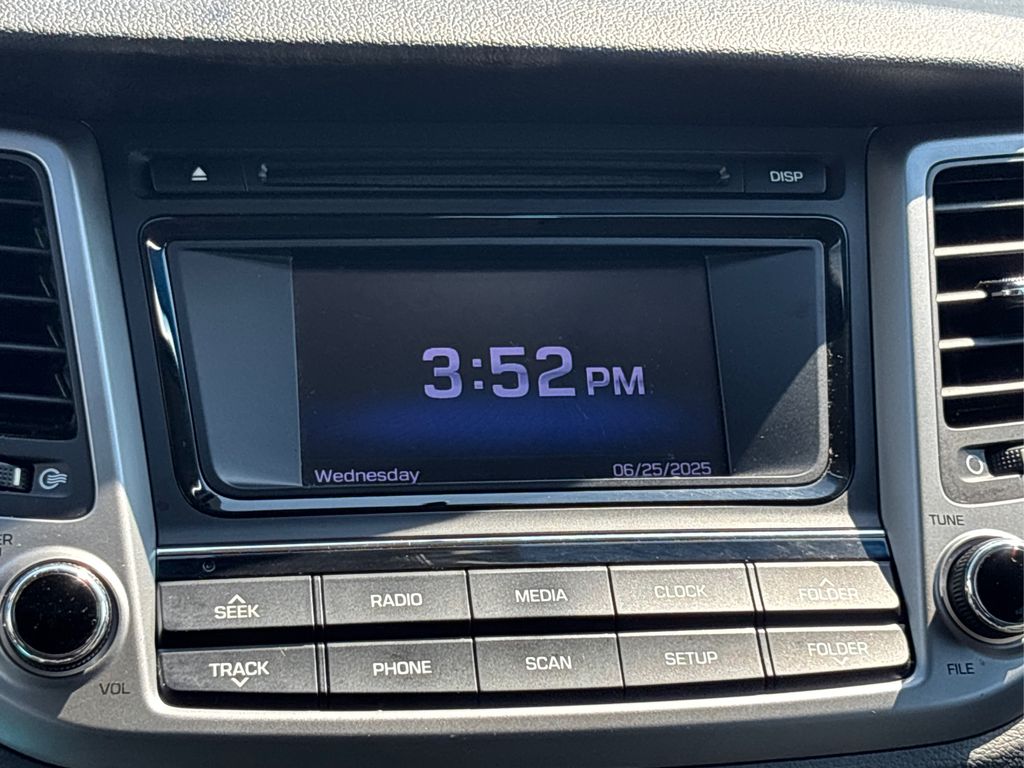 DISP
3:52 PM
Wednesday 06/25/2025
TUNE
SEEK RADIO MEDIA CLOCK FOLDER
TRACK PHONE SCAN SETUP FOLDER
VOL
FILE